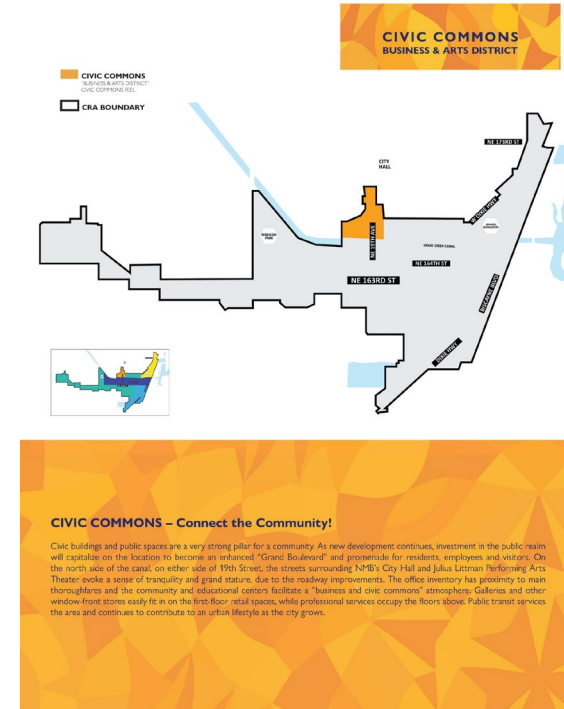 CIVIC COMMONS
BUSINESS & ARTS DISTRICT
CIVIC COMMONS
"BUSINESS & ARTS DISTRICT"
CIVIC COMMONS FEEL
CRA BOUNDARY
NE 173RD ST
CITY
HALL
W DIXIE HWY
NE 19TH AVE
SNAKE CREEK CANAL
NE 164TH ST
NE 163RD ST
BISCAYNE BLVD
DIXIE HWY
CIVIC COMMONS – Connect the Community!
Civic buildings and public spaces are a very strong pillar for a community. As new development continues, investment in the public realm
will capitalize on the location to become an enhanced “Grand Boulevard” and promenade for residents, employees and visitors. On
the north side of the canal, on either side of 19th Street, the streets surrounding NMB’s City Hall and Julius Littman Performing Arts
Theater evoke a sense of tranquility and grand stature, due to the roadway improvements. The office inventory has proximity to main
thoroughfares and the community and educational centers facilitate a “business and civic commons” atmosphere. Galleries and other
window-front stores easily fit in on the first-floor retail spaces, while professional services occupy the floors above. Public transit services
the area and continues to contribute to an urban lifestyle as the city grows.